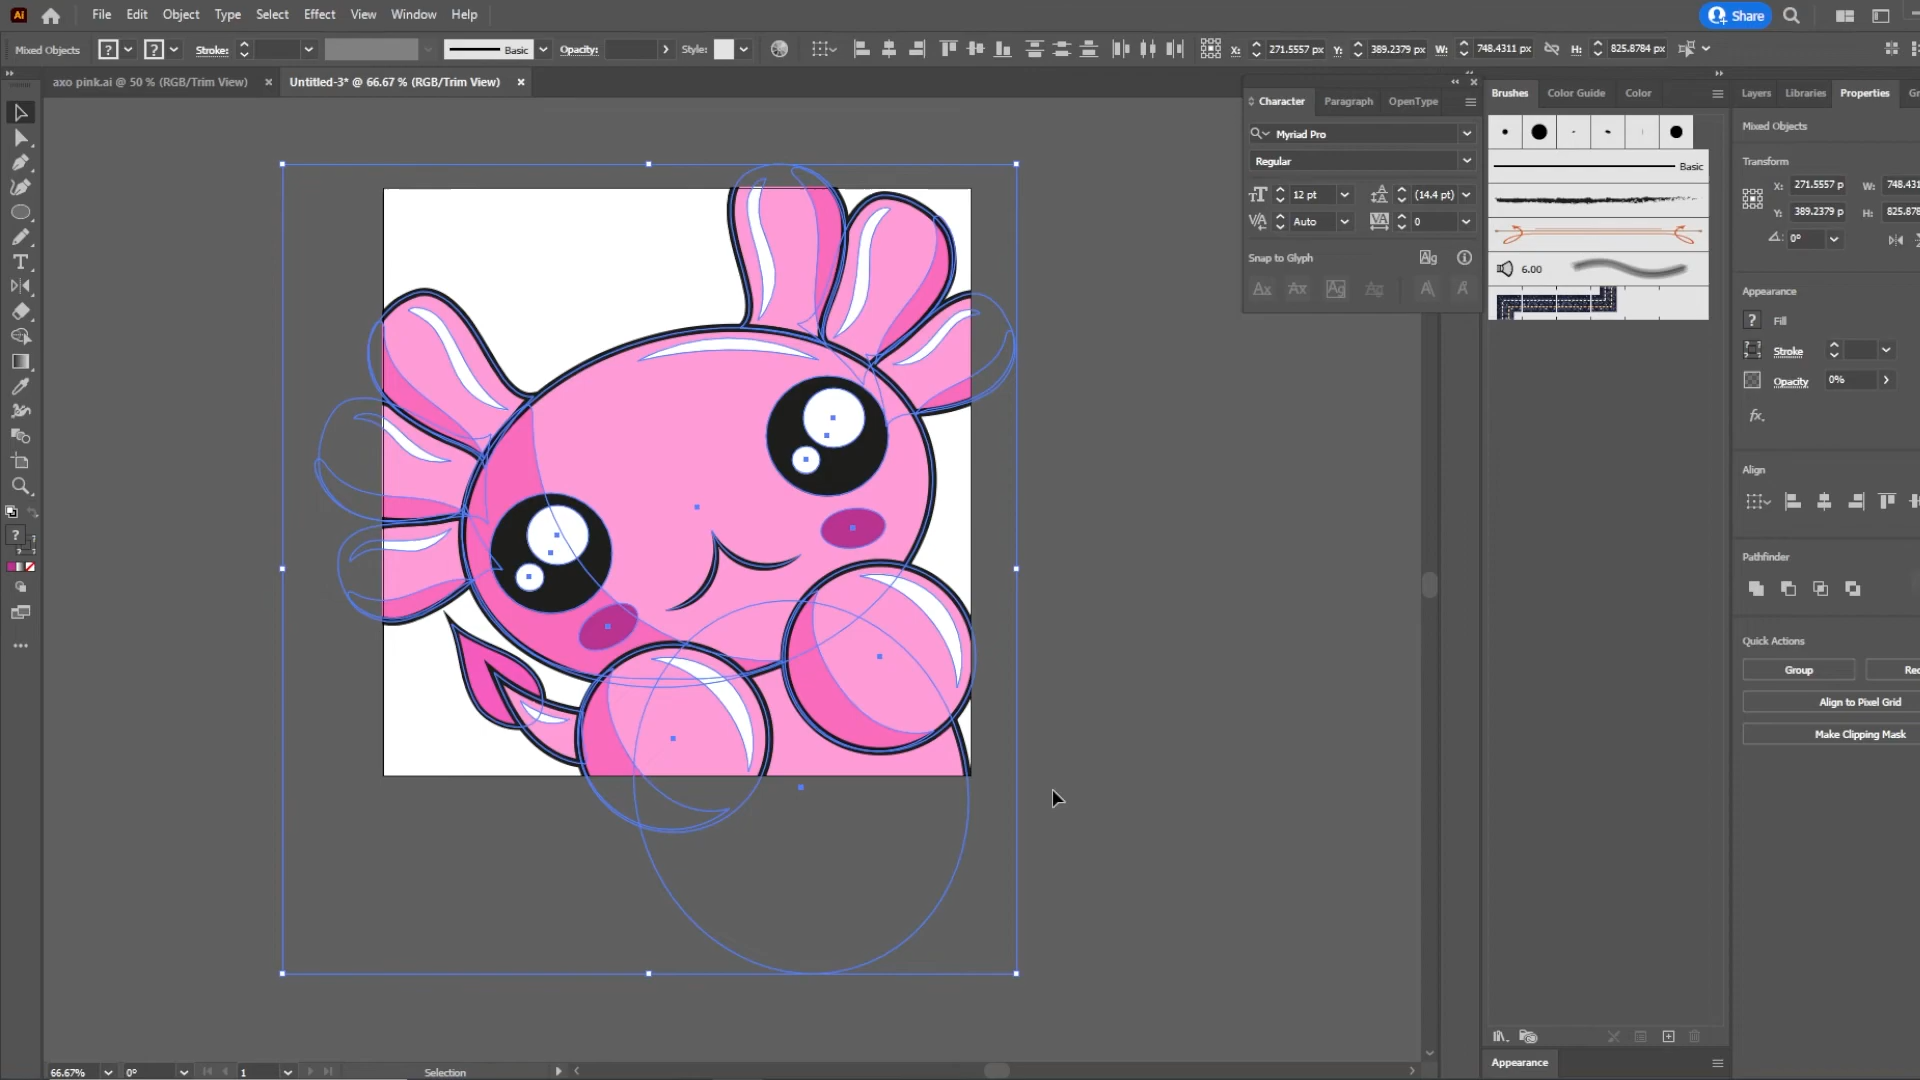 Ai File Edit Object Type Select Effect View Window Help Share
Mixed Objects ? ? Stroke: Basic Opacity: Style: X: 271.5557 px Y: 389.2379 px W: 748.4311 px H: 825.8784 px
axo pink.ai @ 50 % (RGB/Trim View) Untitled-3* @ 66.67 % (RGB/Trim View)
Character Paragraph OpenType
Myriad Pro
Regular
12 pt (14.4 pt)
Auto 0
Snap to Glyph
Brushes Color Guide Color
Basic
6.00
Appearance
Layers Libraries Properties Gr
Mixed Objects
Transform
X: 271.5557 p W: 748.431
Y: 389.2379 p H: 825.878
0°
Appearance
? Fill
Stroke
Opacity 0%
fx.
Align
Pathfinder
Quick Actions
Group Rec
Align to Pixel Grid
Make Clipping Mask
66.67% 0° 1 Selection